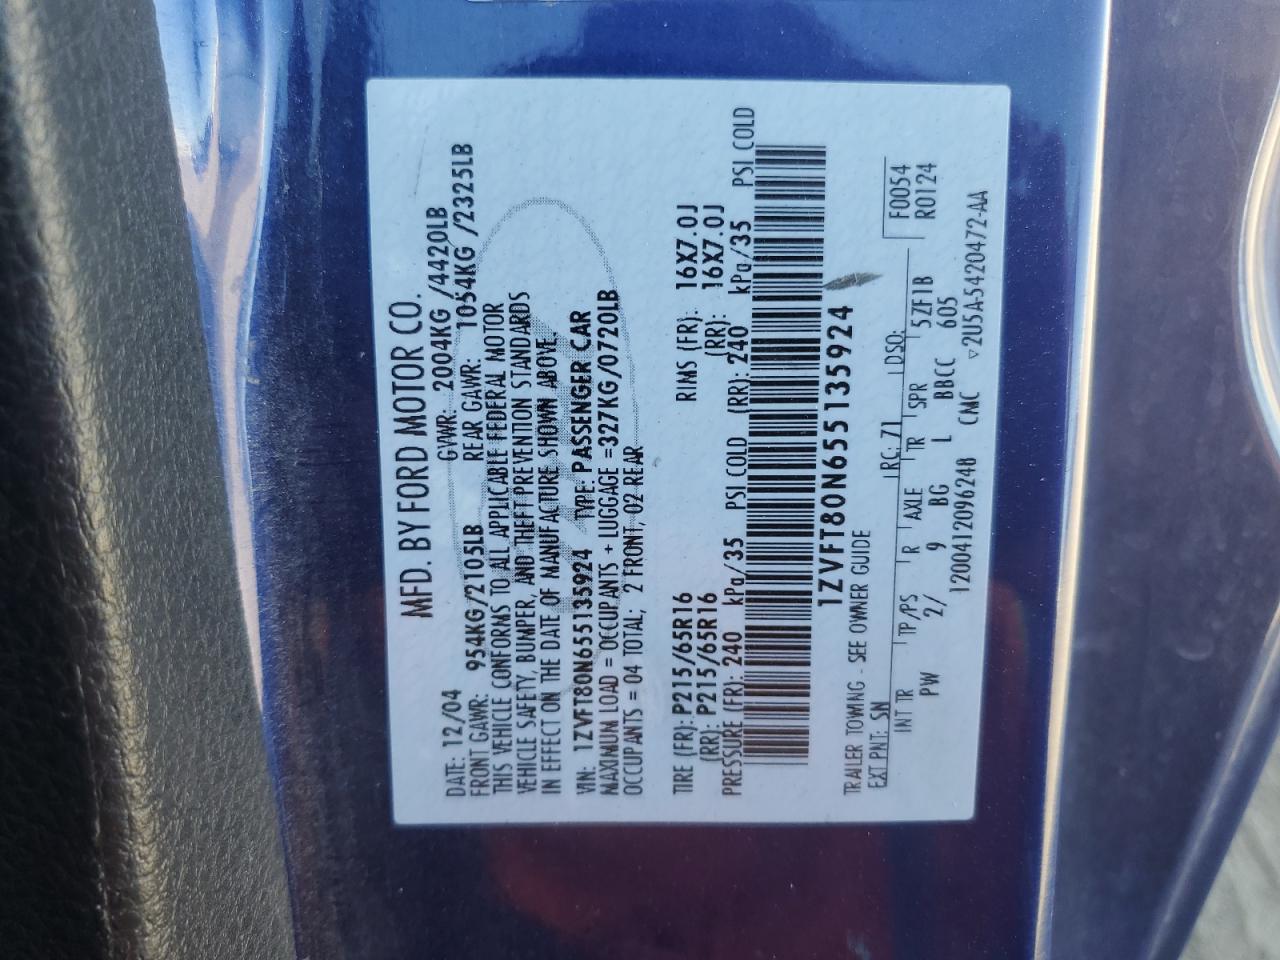 MFD. BY FORD MOTOR CO.
DATE: 12/04 GVWR: 2004KG /4420LB
FRONT GAWR: 954KG/2105LB REAR GAWR: 1054KG /2325LB
THIS VEHICLE CONFORMS TO ALL APPLICABLE FEDERAL MOTOR
VEHICLE SAFETY, BUMPER, AND THEFT PREVENTION STANDARDS
IN EFFECT ON THE DATE OF MANUFACTURE SHOWN ABOVE.
VIN: 1ZVFT80N655135924 TYPE: PASSENGER CAR
MAXIMUM LOAD = OCCUPANTS + LUGGAGE =327KG/0720LB
OCCUPANTS = 04 TOTAL; 2 FRONT, 02 REAR
TIRE (FR): P215/65R16 RIMS (FR): 16X7.0J
(RR): P215/65R16 (RR): 16X7.0J
PRESSURE (FR): 240 kPa/35 PSI COLD (RR): 240 kPa/35 PSI COLD
1ZVFT80N655135924
TRAILER TOWING - SEE OWNER GUIDE
EXT PNT: SN RC: 71 DSO: F0054
INT TR TP/PS R AXLE TR SPR 5ZF1B R0124
PW 2/ 9 BG L BBCC 605
1200412096248 CMC ▽2U5A-5420472-AA